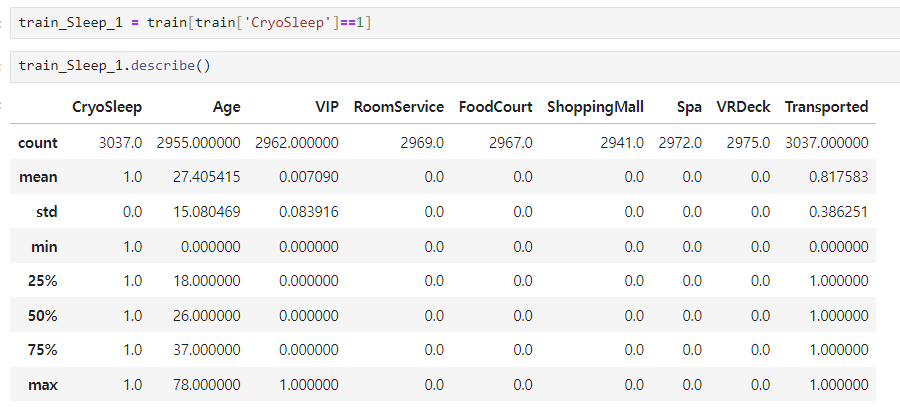 train_Sleep_1 = train[train['CryoSleep']==1]
train_Sleep_1.describe()
CryoSleep Age VIP RoomService FoodCourt ShoppingMall Spa VRDeck Transported
count 3037.0 2955.000000 2962.000000 2969.0 2967.0 2941.0 2972.0 2975.0 3037.000000
mean 1.0 27.405415 0.007090 0.0 0.0 0.0 0.0 0.0 0.817583
std 0.0 15.080469 0.083916 0.0 0.0 0.0 0.0 0.0 0.386251
min 1.0 0.000000 0.000000 0.0 0.0 0.0 0.0 0.0 0.000000
25% 1.0 18.000000 0.000000 0.0 0.0 0.0 0.0 0.0 1.000000
50% 1.0 26.000000 0.000000 0.0 0.0 0.0 0.0 0.0 1.000000
75% 1.0 37.000000 0.000000 0.0 0.0 0.0 0.0 0.0 1.000000
max 1.0 78.000000 1.000000 0.0 0.0 0.0 0.0 0.0 1.000000